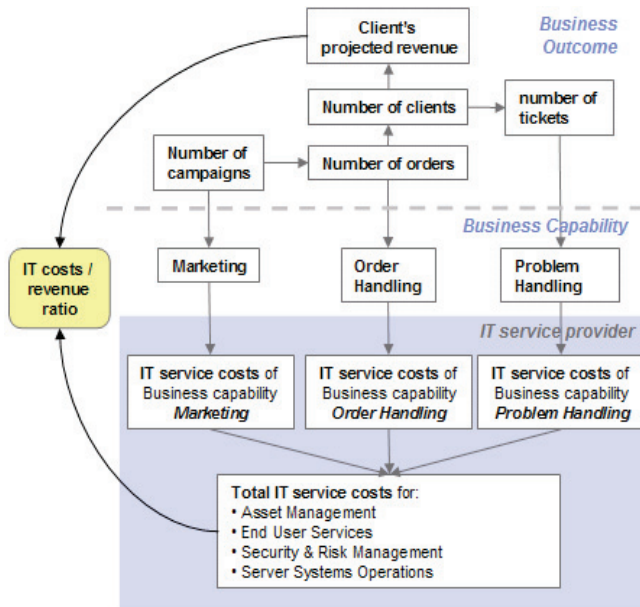 Client's
projected revenue
Business
Outcome
Number of clients
number of
tickets
Number of
campaigns
Number of orders
Business Capability
IT costs /
revenue
ratio
Marketing
Order
Handling
Problem
Handling
IT service provider
IT service costs of
Business capability
Marketing
IT service costs of
Business capability
Order Handling
IT service costs of
Business capability
Problem Handling
Total IT service costs for:
• Asset Management
• End User Services
• Security & Risk Management
• Server Systems Operations